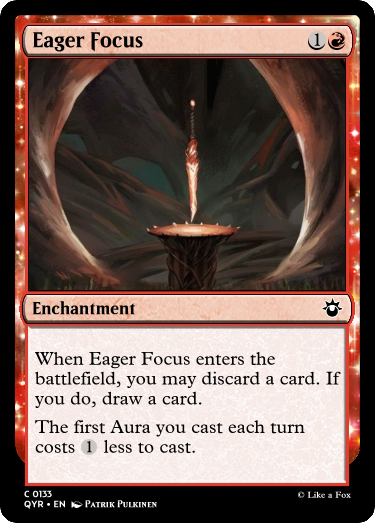 Eager Focus 1
Enchantment
When Eager Focus enters the
battlefield, you may discard a card. If
you do, draw a card.
The first Aura you cast each turn
costs 1 less to cast.
C 0133
QYR • EN Patrik Pulkinen
© Like a Fox